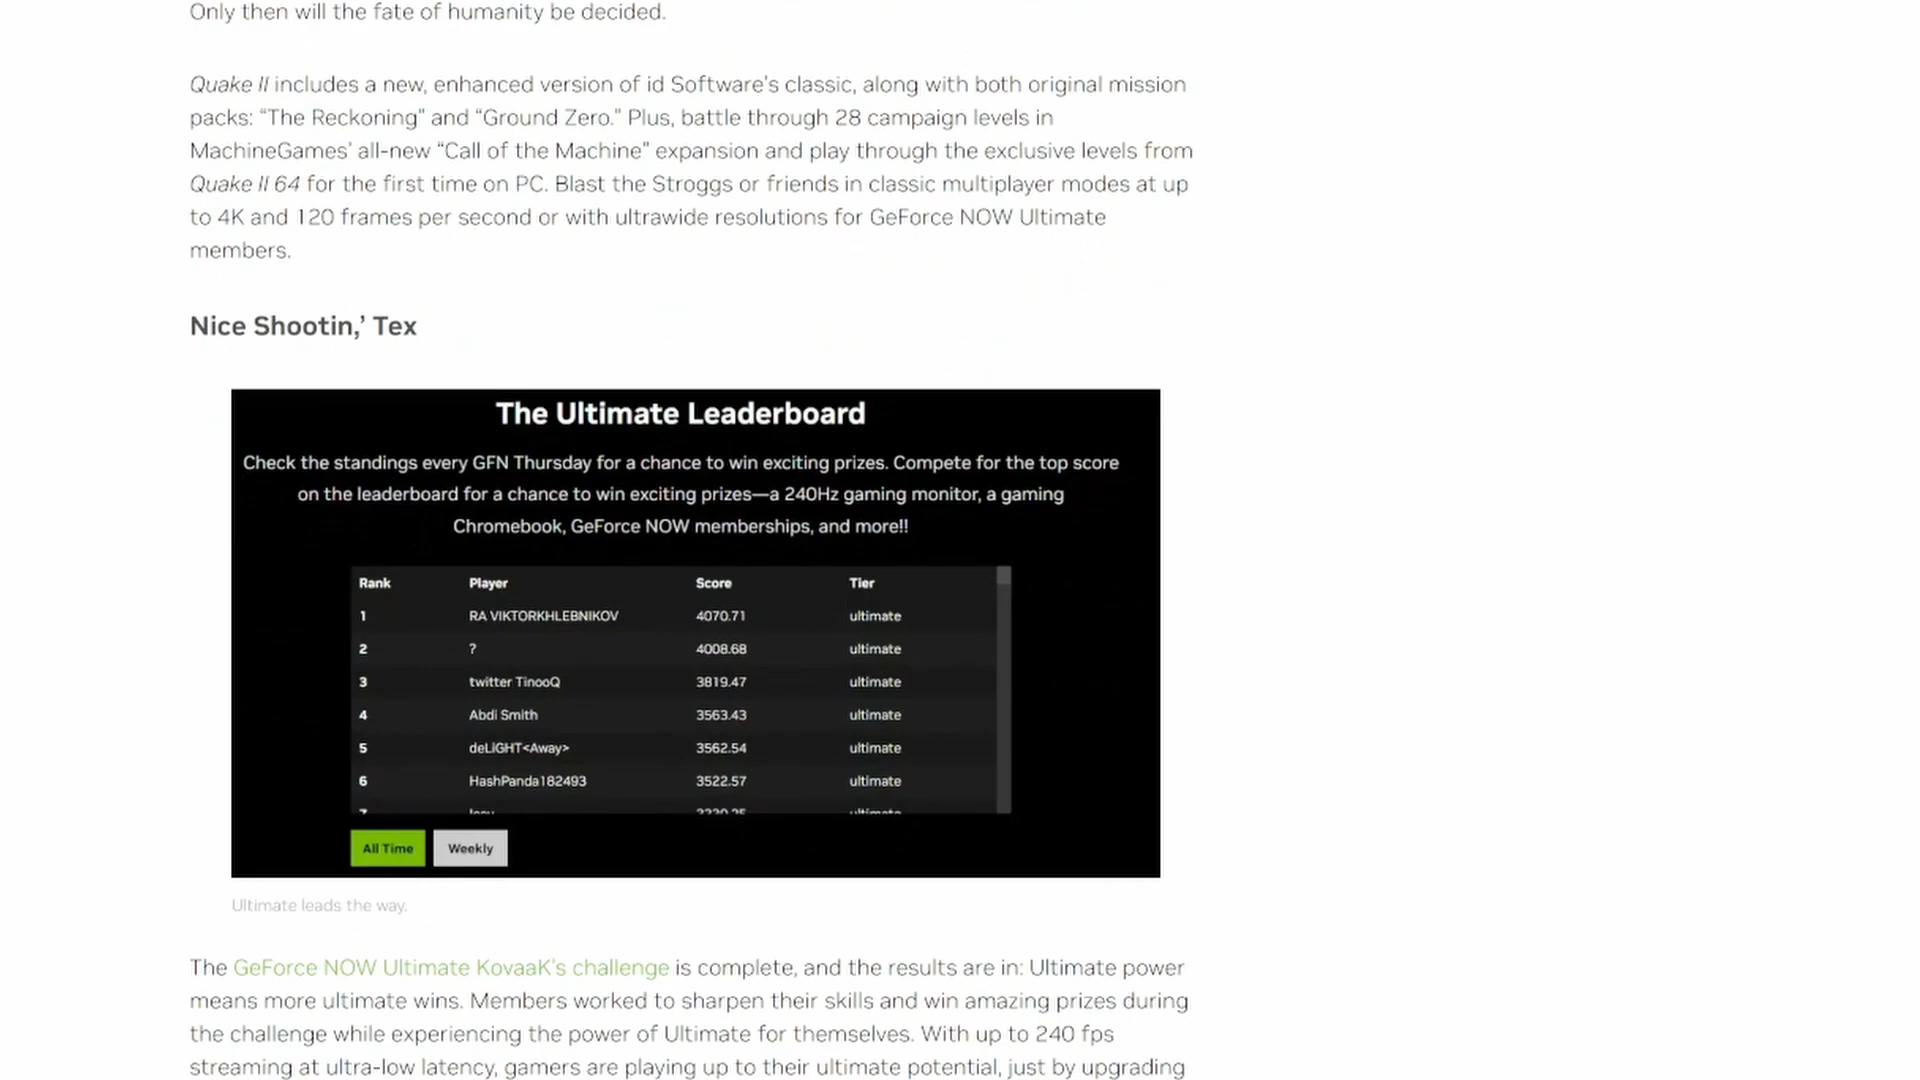 Only then will the fate of humanity be decided.
Quake II includes a new, enhanced version of id Software's classic, along with both original mission
packs: “The Reckoning” and “Ground Zero.” Plus, battle through 28 campaign levels in
MachineGames’ all-new “Call of the Machine” expansion and play through the exclusive levels from
Quake II 64 for the first time on PC. Blast the Stroggs or friends in classic multiplayer modes at up
to 4K and 120 frames per second or with ultrawide resolutions for GeForce NOW Ultimate
members.
Nice Shootin,’ Tex
The Ultimate Leaderboard
Check the standings every GFN Thursday for a chance to win exciting prizes. Compete for the top score
on the leaderboard for a chance to win exciting prizes—a 240Hz gaming monitor, a gaming
Chromebook, GeForce NOW memberships, and more!!
Rank Player Score Tier
1 RA VIKTORKHLEBNIKOV 4070.71 ultimate
2 ? 4008.68 ultimate
3 twitter TinooQ 3819.47 ultimate
4 Abdi Smith 3563.43 ultimate
5 deLiGHT<Away> 3562.54 ultimate
6 HashPanda182493 3522.57 ultimate
7 ultimate
All Time Weekly
Ultimate leads the way.
The GeForce NOW Ultimate KovaaK's challenge is complete, and the results are in: Ultimate power
means more ultimate wins. Members worked to sharpen their skills and win amazing prizes during
the challenge while experiencing the power of Ultimate for themselves. With up to 240 fps
streaming at ultra-low latency, gamers are playing up to their ultimate potential, just by upgrading